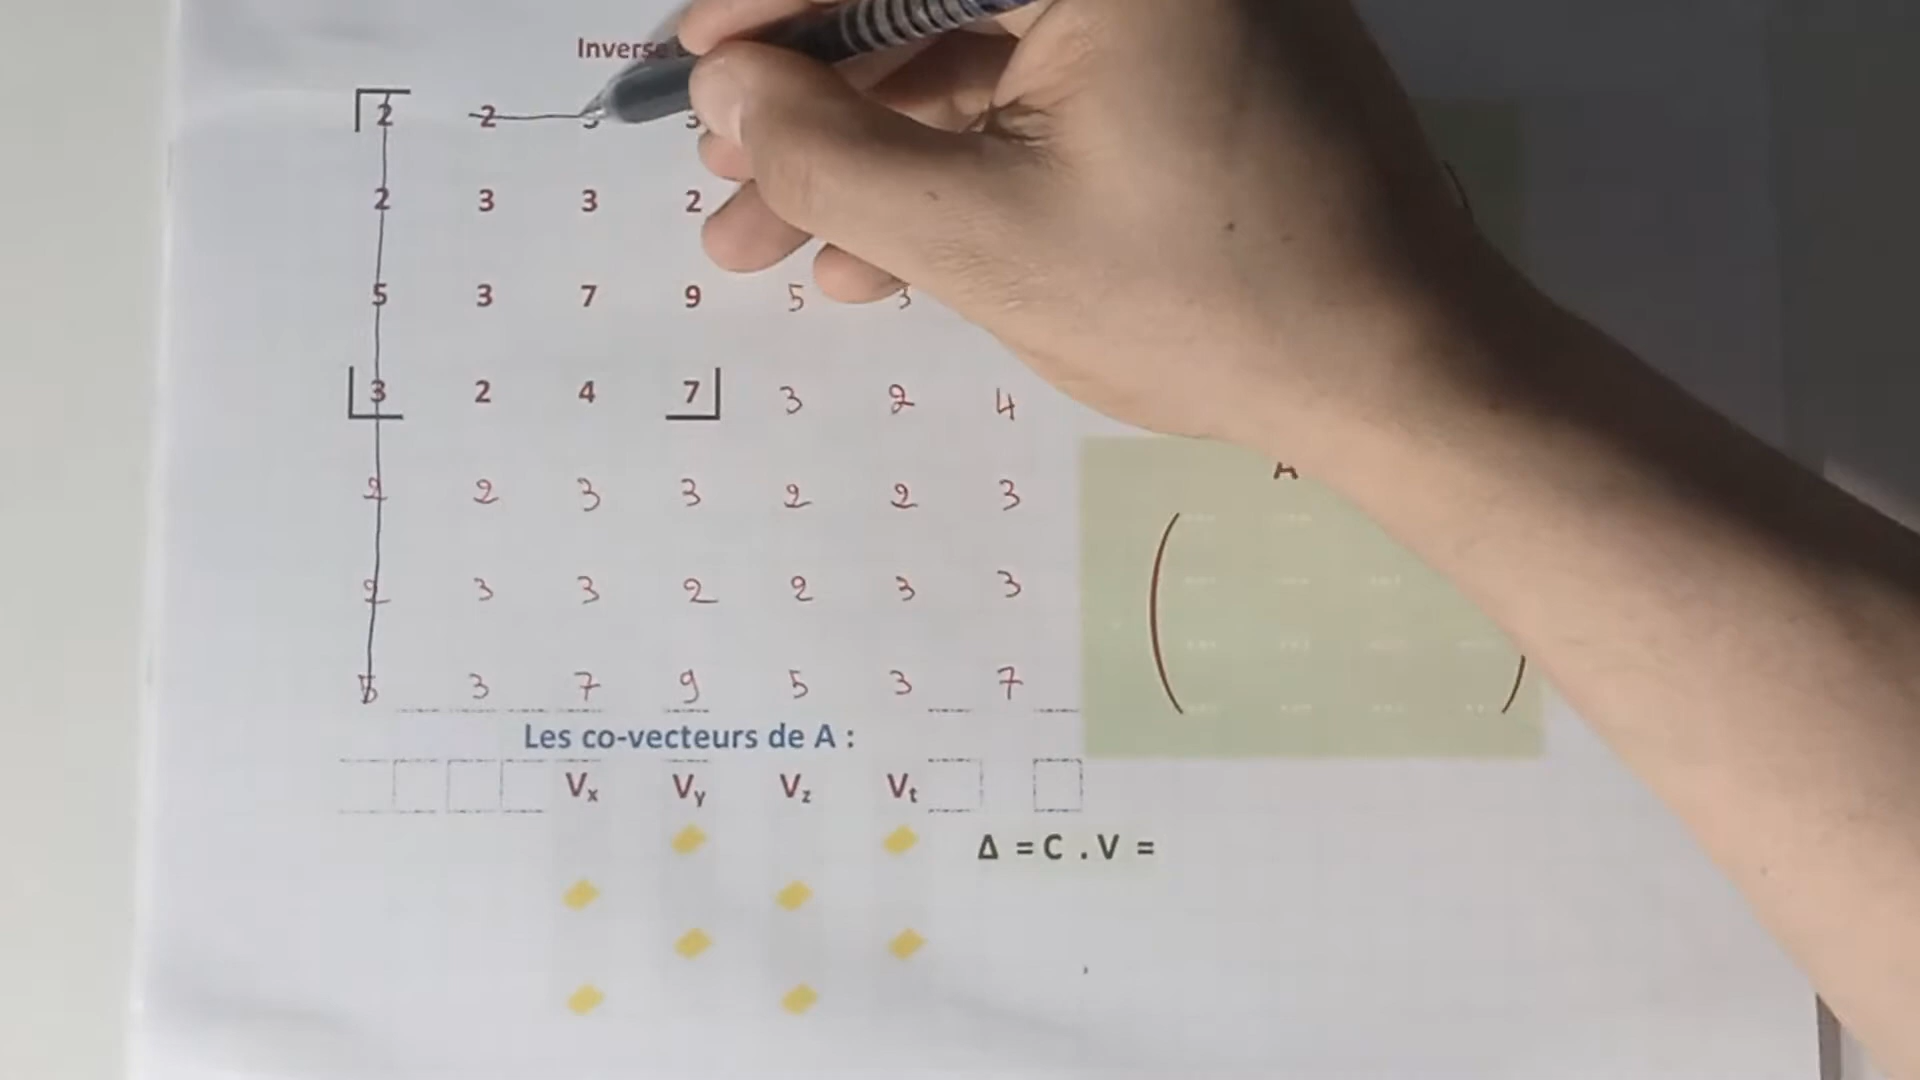 Inverse
2 2 3 3
2 3 3 2
5 3 7 9 5 3
3 2 4 7 3 2 4
2 2 3 3 2 2 3
2 3 3 2 2 3 3
5 3 7 9 5 3 7
A
Les co-vecteurs de A :
Vx Vy Vz Vt
Δ = C . V =